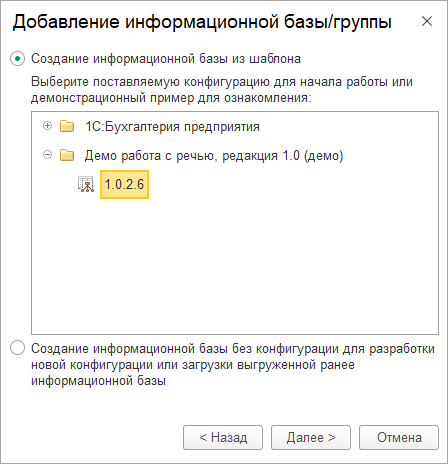 Добавление информационной базы/группы
Создание информационной базы из шаблона
Выберите поставляемую конфигурацию для начала работы или
демонстрационный пример для ознакомления:
1С:Бухгалтерия предприятия
Демо работа с речью, редакция 1.0 (демо)
1.0.2.6
Создание информационной базы без конфигурации для разработки
новой конфигурации или загрузки выгруженной ранее
информационной базы
< Назад
Далее >
Отмена